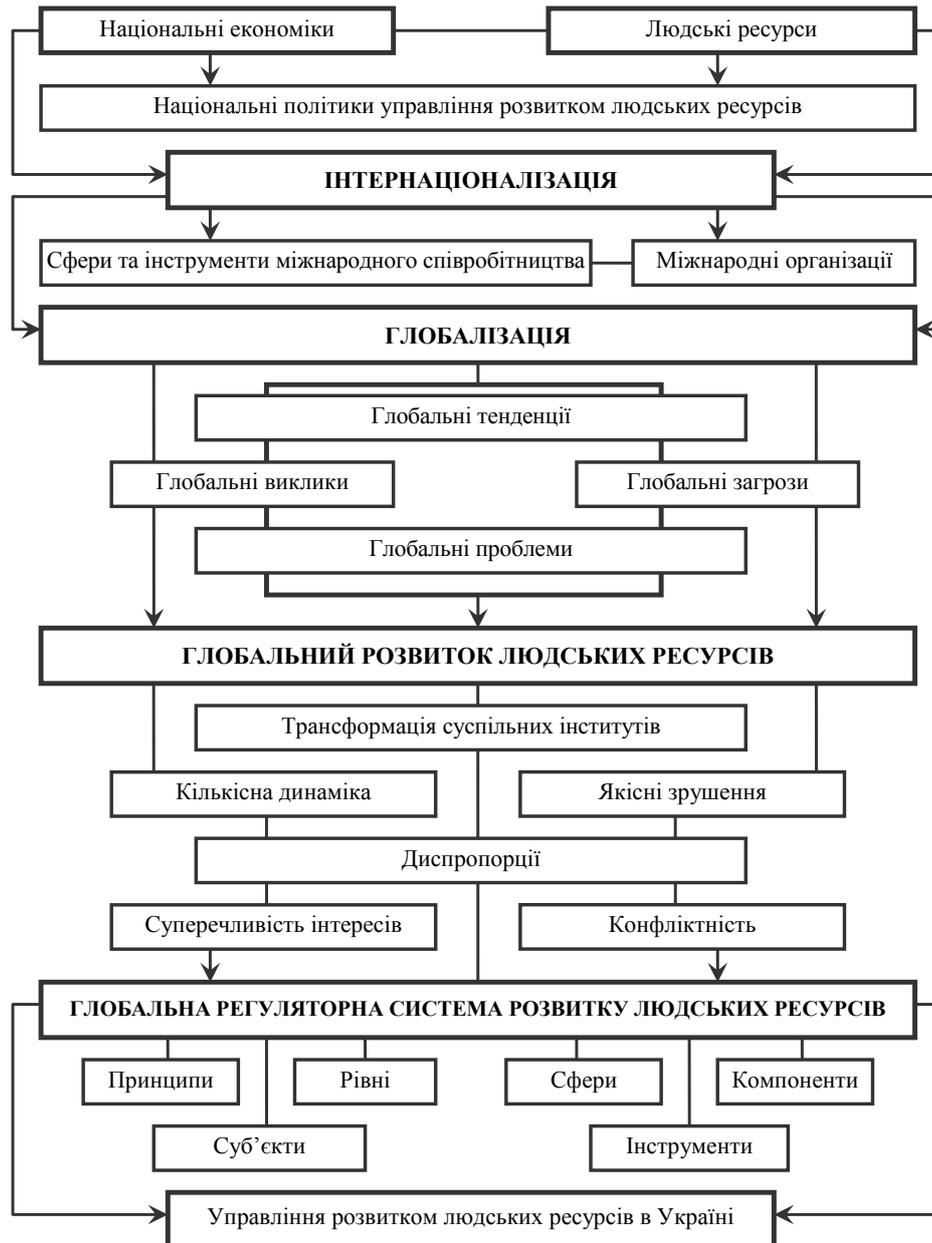 Національні економіки
Людські ресурси
Національні політики управління розвитком людських ресурсів
ІНТЕРНАЦІОНАЛІЗАЦІЯ
Сфери та інструменти міжнародного співробітництва
Міжнародні організації
ГЛОБАЛІЗАЦІЯ
Глобальні тенденції
Глобальні виклики
Глобальні загрози
Глобальні проблеми
ГЛОБАЛЬНИЙ РОЗВИТОК ЛЮДСЬКИХ РЕСУРСІВ
Трансформація суспільних інститутів
Кількісна динаміка
Якісні зрушення
Диспропорції
Суперечливість інтересів
Конфліктність
ГЛОБАЛЬНА РЕГУЛЯТОРНА СИСТЕМА РОЗВИТКУ ЛЮДСЬКИХ РЕСУРСІВ
Принципи
Рівні
Сфери
Компоненти
Суб’єкти
Інструменти
Управління розвитком людських ресурсів в Україні